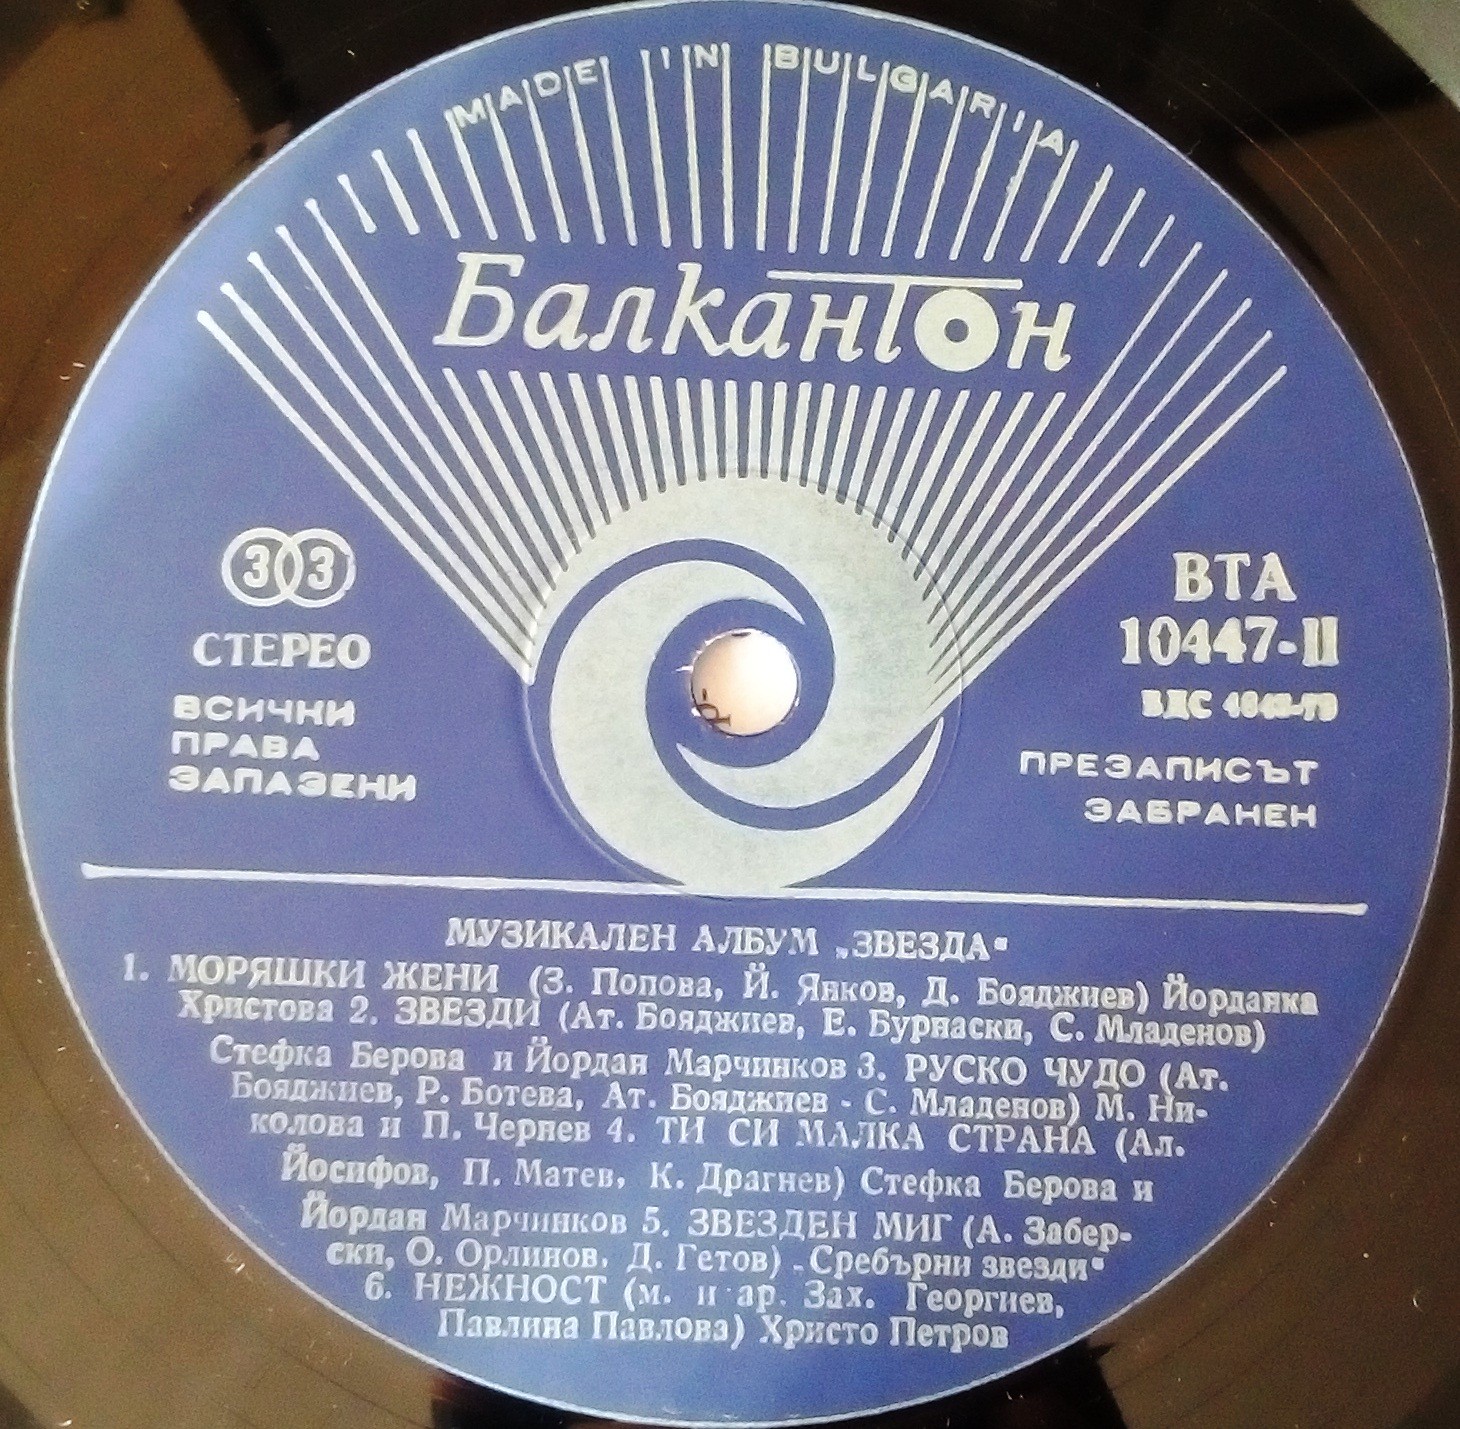 MADE IN BULGARIA
Балкантон
33
СТЕРЕО
ВСИЧКИ
ПРАВА
ЗАПАЗЕНИ
ВТА
10447-II
БДС
ПРЕЗАПИСЪТ
ЗАБРАНЕН
МУЗИКАЛЕН АЛБУМ „ЗВЕЗДА"
1. МОРЯШКИ ЖЕНИ (З. Попова, Й. Янков, Д. Бояджиев) Йорданка
Христова 2. ЗВЕЗДИ (Ат. Бояджиев, Е. Бурнаски, С. Младенов)
Стефка Берова и Йордан Марчинков 3. РУСКО ЧУДО (Ат.
Бояджиев, Р. Ботева, Ат. Бояджиев - С. Младенов) М. Ни-
колова и П. Чернев 4. ТИ СИ МАЛКА СТРАНА (Ал.
Йосифов, П. Матев, К. Драгнев) Стефка Берова и
Йордан Марчинков 5. ЗВЕЗДЕН МИГ (А. Забер-
ски, О. Орлинов, Д. Гетов) „Сребърни звезди"
6. НЕЖНОСТ (м. и ар. Зах. Георгиев,
Павлина Павлова) Христо Петров